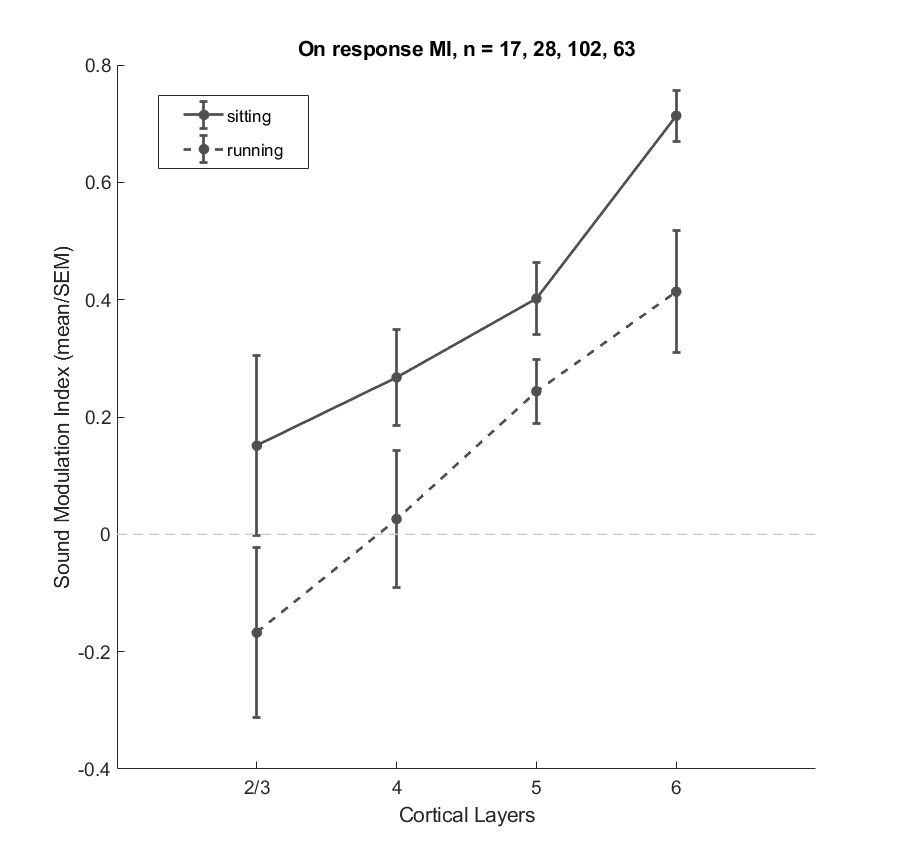 On response MI, n = 17, 28, 102, 63
0.8
sitting
running
0.6
0.4
0.2
0
-0.2
-0.4
Sound Modulation Index (mean/SEM)
2/3 4 5 6
Cortical Layers